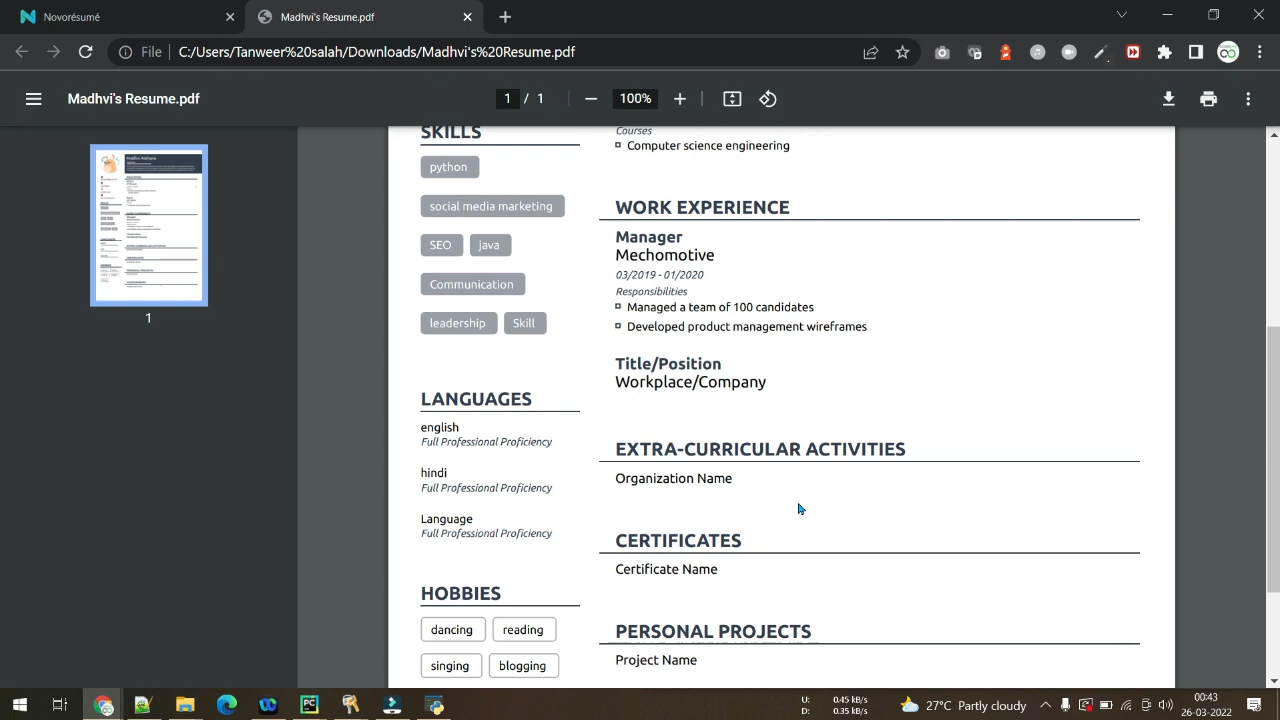 Novorésumé
Madhvi's Resume.pdf
File
C:/Users/Tanweer%20salah/Downloads/Madhvi's%20Resume.pdf
Madhvi's Resume.pdf
1 / 1
100%
1
SKILLS
python
social media marketing
SEO java
Communication
leadership Skill
LANGUAGES
english
Full Professional Proficiency
hindi
Full Professional Proficiency
Language
Full Professional Proficiency
HOBBIES
dancing reading
singing blogging
Courses
Computer science engineering
WORK EXPERIENCE
Manager
Mechomotive
03/2019 - 01/2020
Responsibilities
Managed a team of 100 candidates
Developed product management wireframes
Title/Position
Workplace/Company
EXTRA-CURRICULAR ACTIVITIES
Organization Name
CERTIFICATES
Certificate Name
PERSONAL PROJECTS
Project Name
U: 0.45 kB/s
D: 0.35 kB/s
27°C Partly cloudy
00:43
26-03-2022